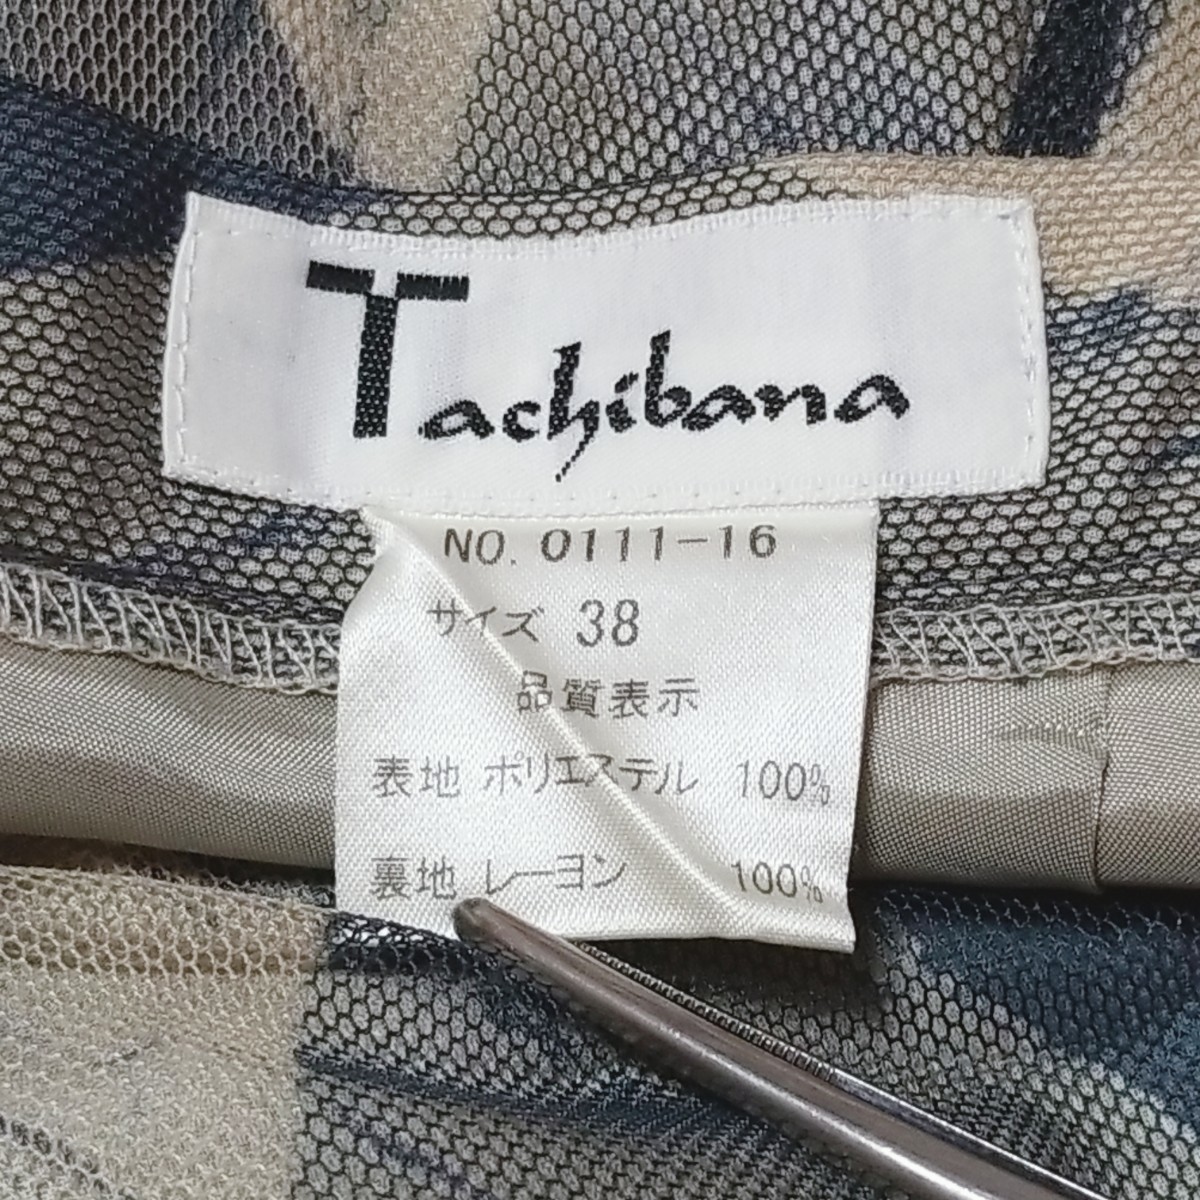 Tachibana
NO. 0111-16
サイズ 38
品質表示
表地 ポリエステル 100%
裏地 レーヨン 100%